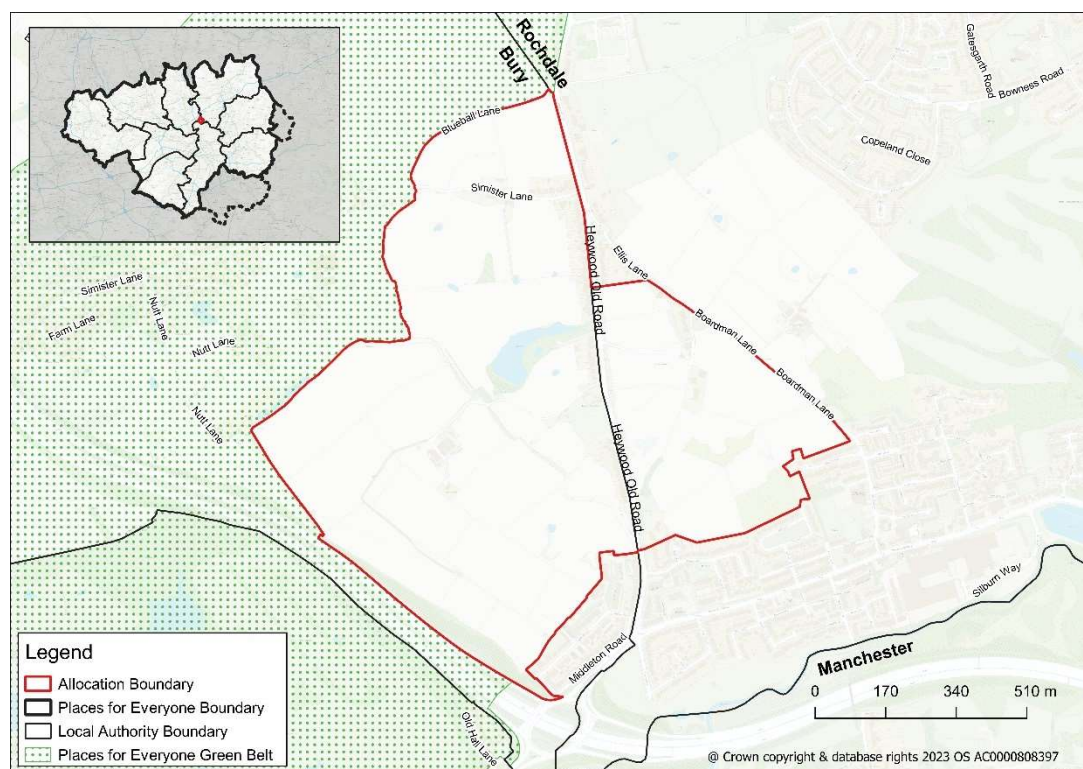 Rochdale
Bury
Gatesgarth Road
Bowness Road
Blueball Lane
Copeland Close
Simister Lane
Heywood Old Road
Ellis Lane
Simister Lane
Nutt Lane
Farm Lane
Nutt Lane
Boardman Lane
Boardman Lane
Nutt Lane
Heywood Old Road
Silburn Way
Middleton Road
Manchester
Old Hall Lane
Legend
Allocation Boundary
Places for Everyone Boundary
Local Authority Boundary
Places for Everyone Green Belt
0 170 340 510 m
@ Crown copyright & database rights 2023 OS AC0000808397